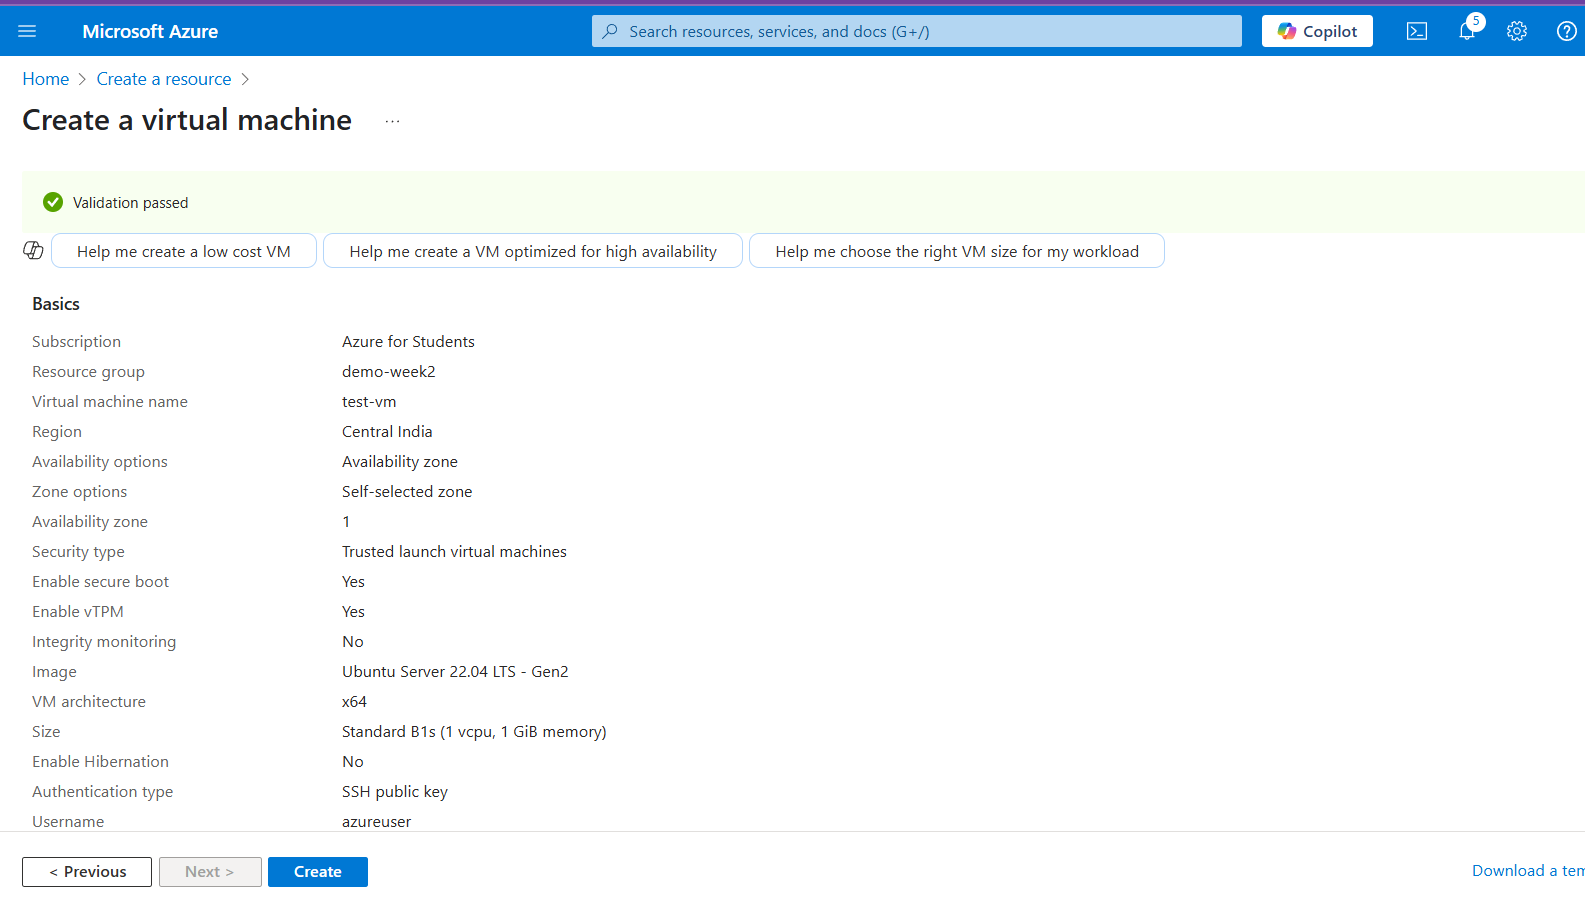 Microsoft Azure
Search resources, services, and docs (G+/)
Copilot
5
Home > Create a resource >
Create a virtual machine ...
Validation passed
Help me create a low cost VM
Help me create a VM optimized for high availability
Help me choose the right VM size for my workload
Basics
Subscription Azure for Students
Resource group demo-week2
Virtual machine name test-vm
Region Central India
Availability options Availability zone
Zone options Self-selected zone
Availability zone 1
Security type Trusted launch virtual machines
Enable secure boot Yes
Enable vTPM Yes
Integrity monitoring No
Image Ubuntu Server 22.04 LTS - Gen2
VM architecture x64
Size Standard B1s (1 vcpu, 1 GiB memory)
Enable Hibernation No
Authentication type SSH public key
Username azureuser
< Previous
Next >
Create
Download a tem